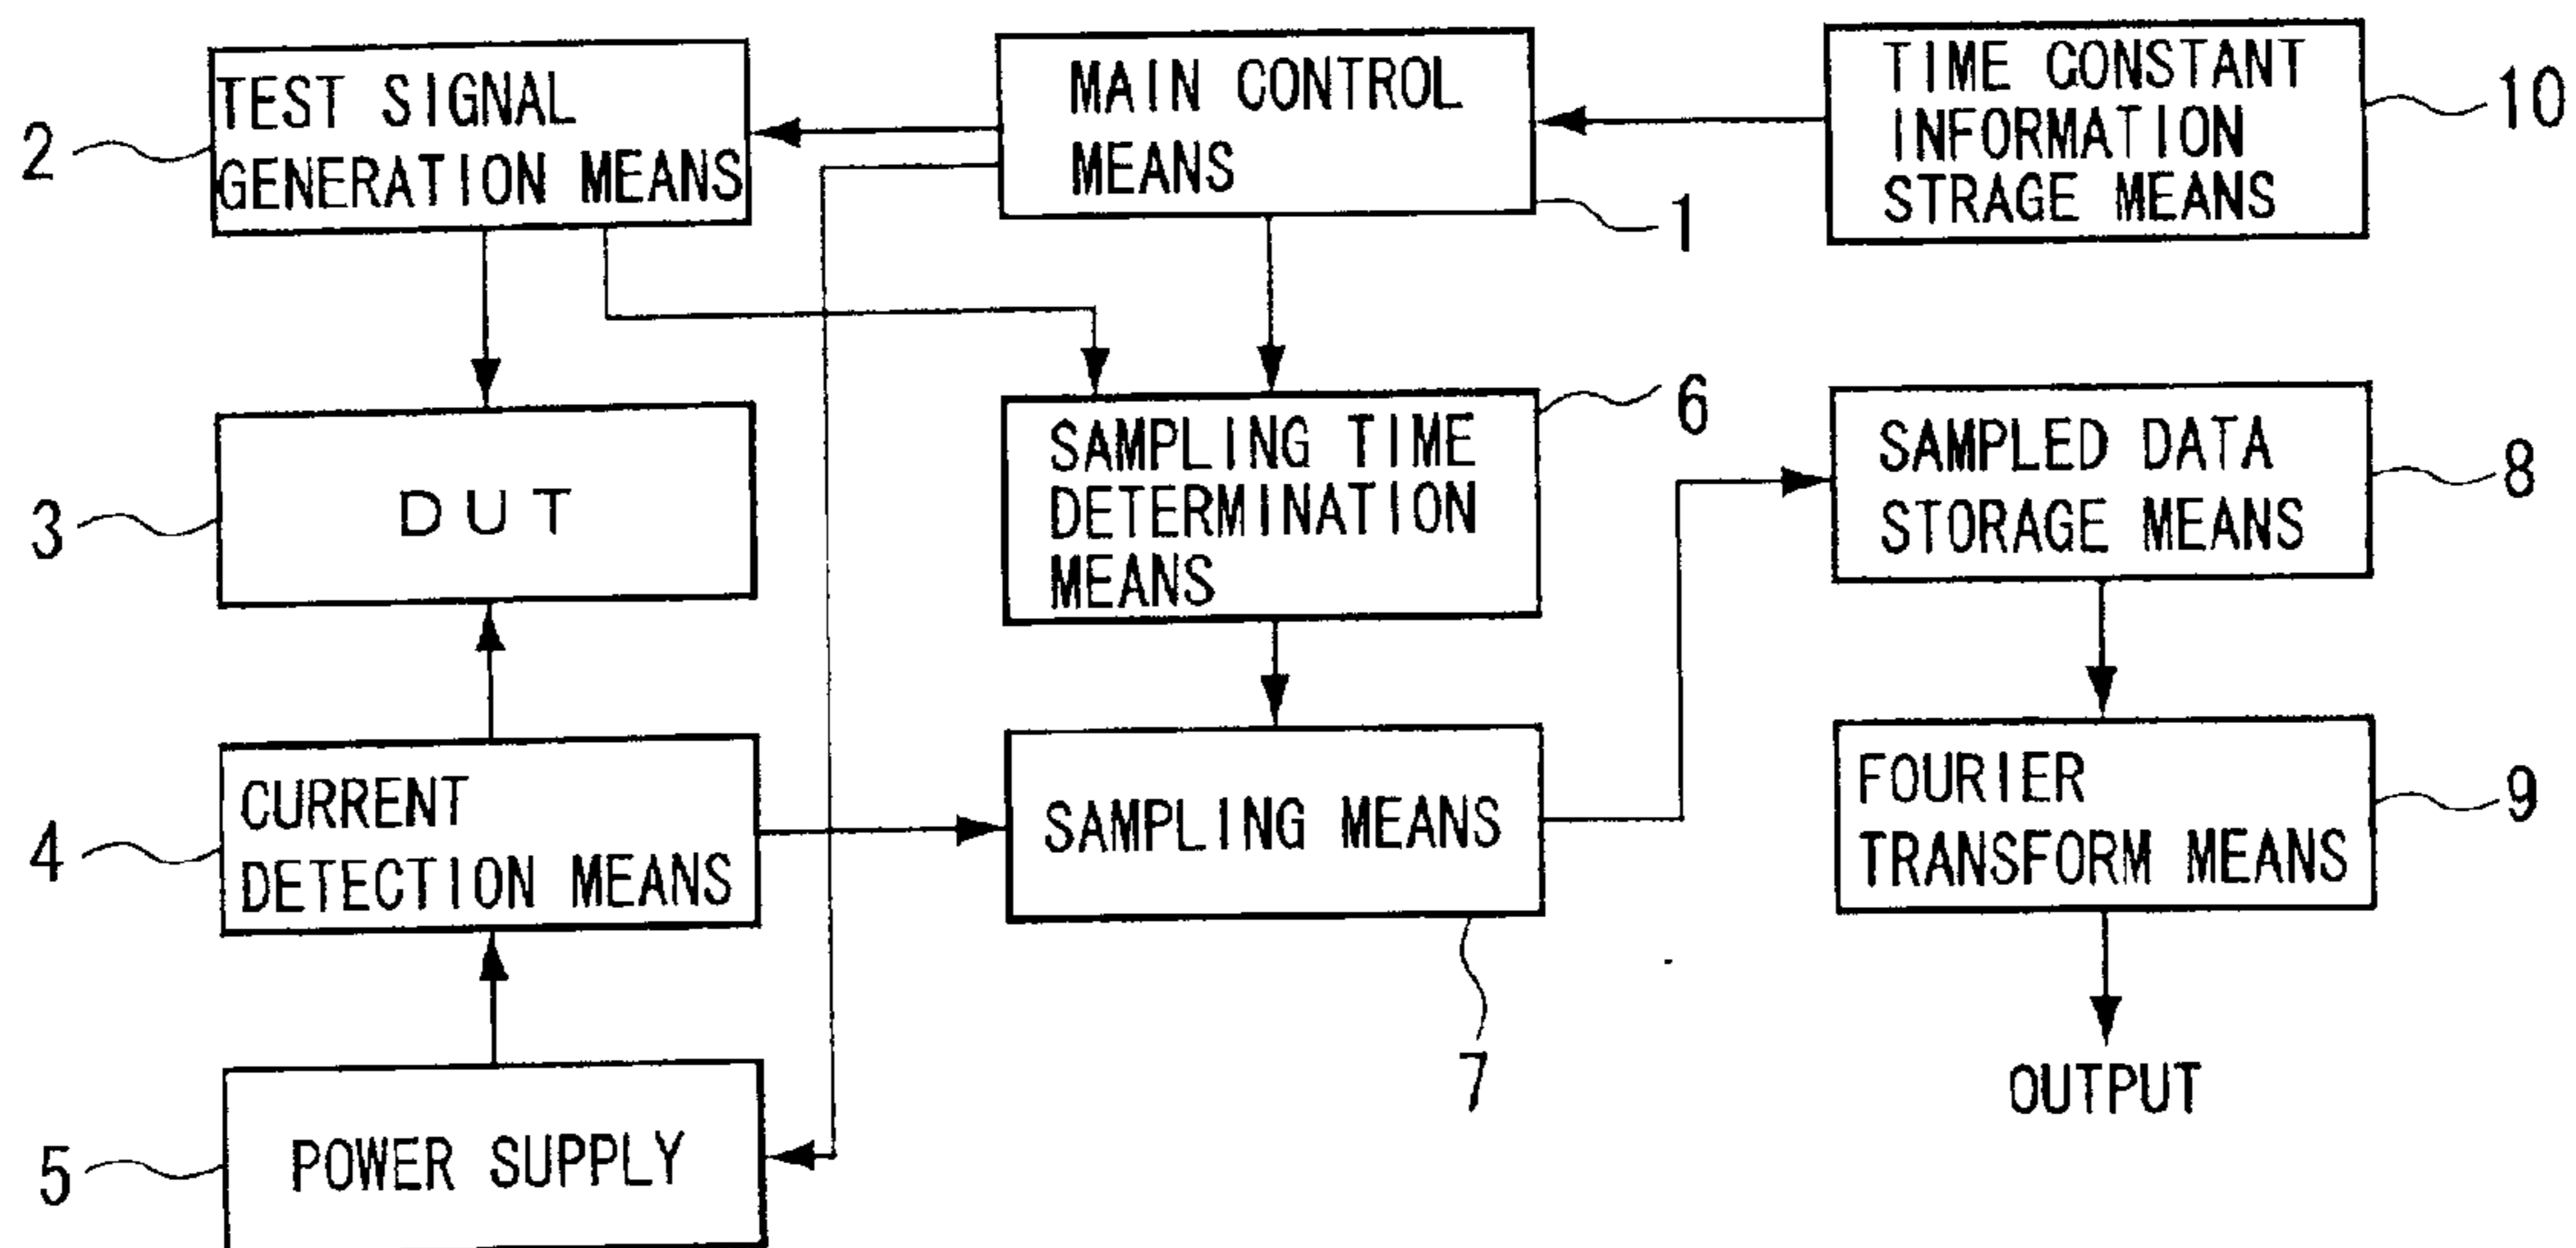 TEST SIGNAL
GENERATION MEANS
2
MAIN CONTROL
MEANS
1
TIME CONSTANT
INFORMATION
STRAGE MEANS
10
DUT
3
SAMPLING TIME
DETERMINATION
MEANS
6
SAMPLED DATA
STORAGE MEANS
8
CURRENT
DETECTION MEANS
4
SAMPLING MEANS
7
FOURIER
TRANSFORM MEANS
9
POWER SUPPLY
5
OUTPUT